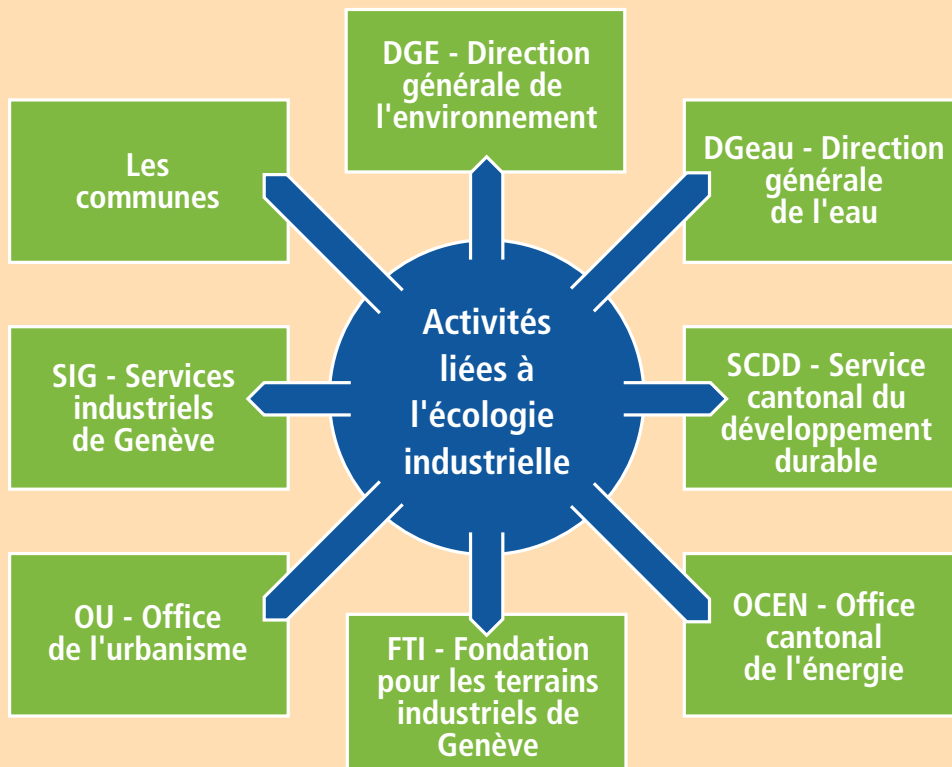 DGE - Direction
générale de
l'environnement
Les
communes
DGeau - Direction
générale
de l'eau
Activités
liées à
l'écologie
industrielle
SIG - Services
industriels
de Genève
SCDD - Service
cantonal du
développement
durable
OU - Office
de l'urbanisme
FTI - Fondation
pour les terrains
industriels de
Genève
OCEN - Office
cantonal
de l'énergie